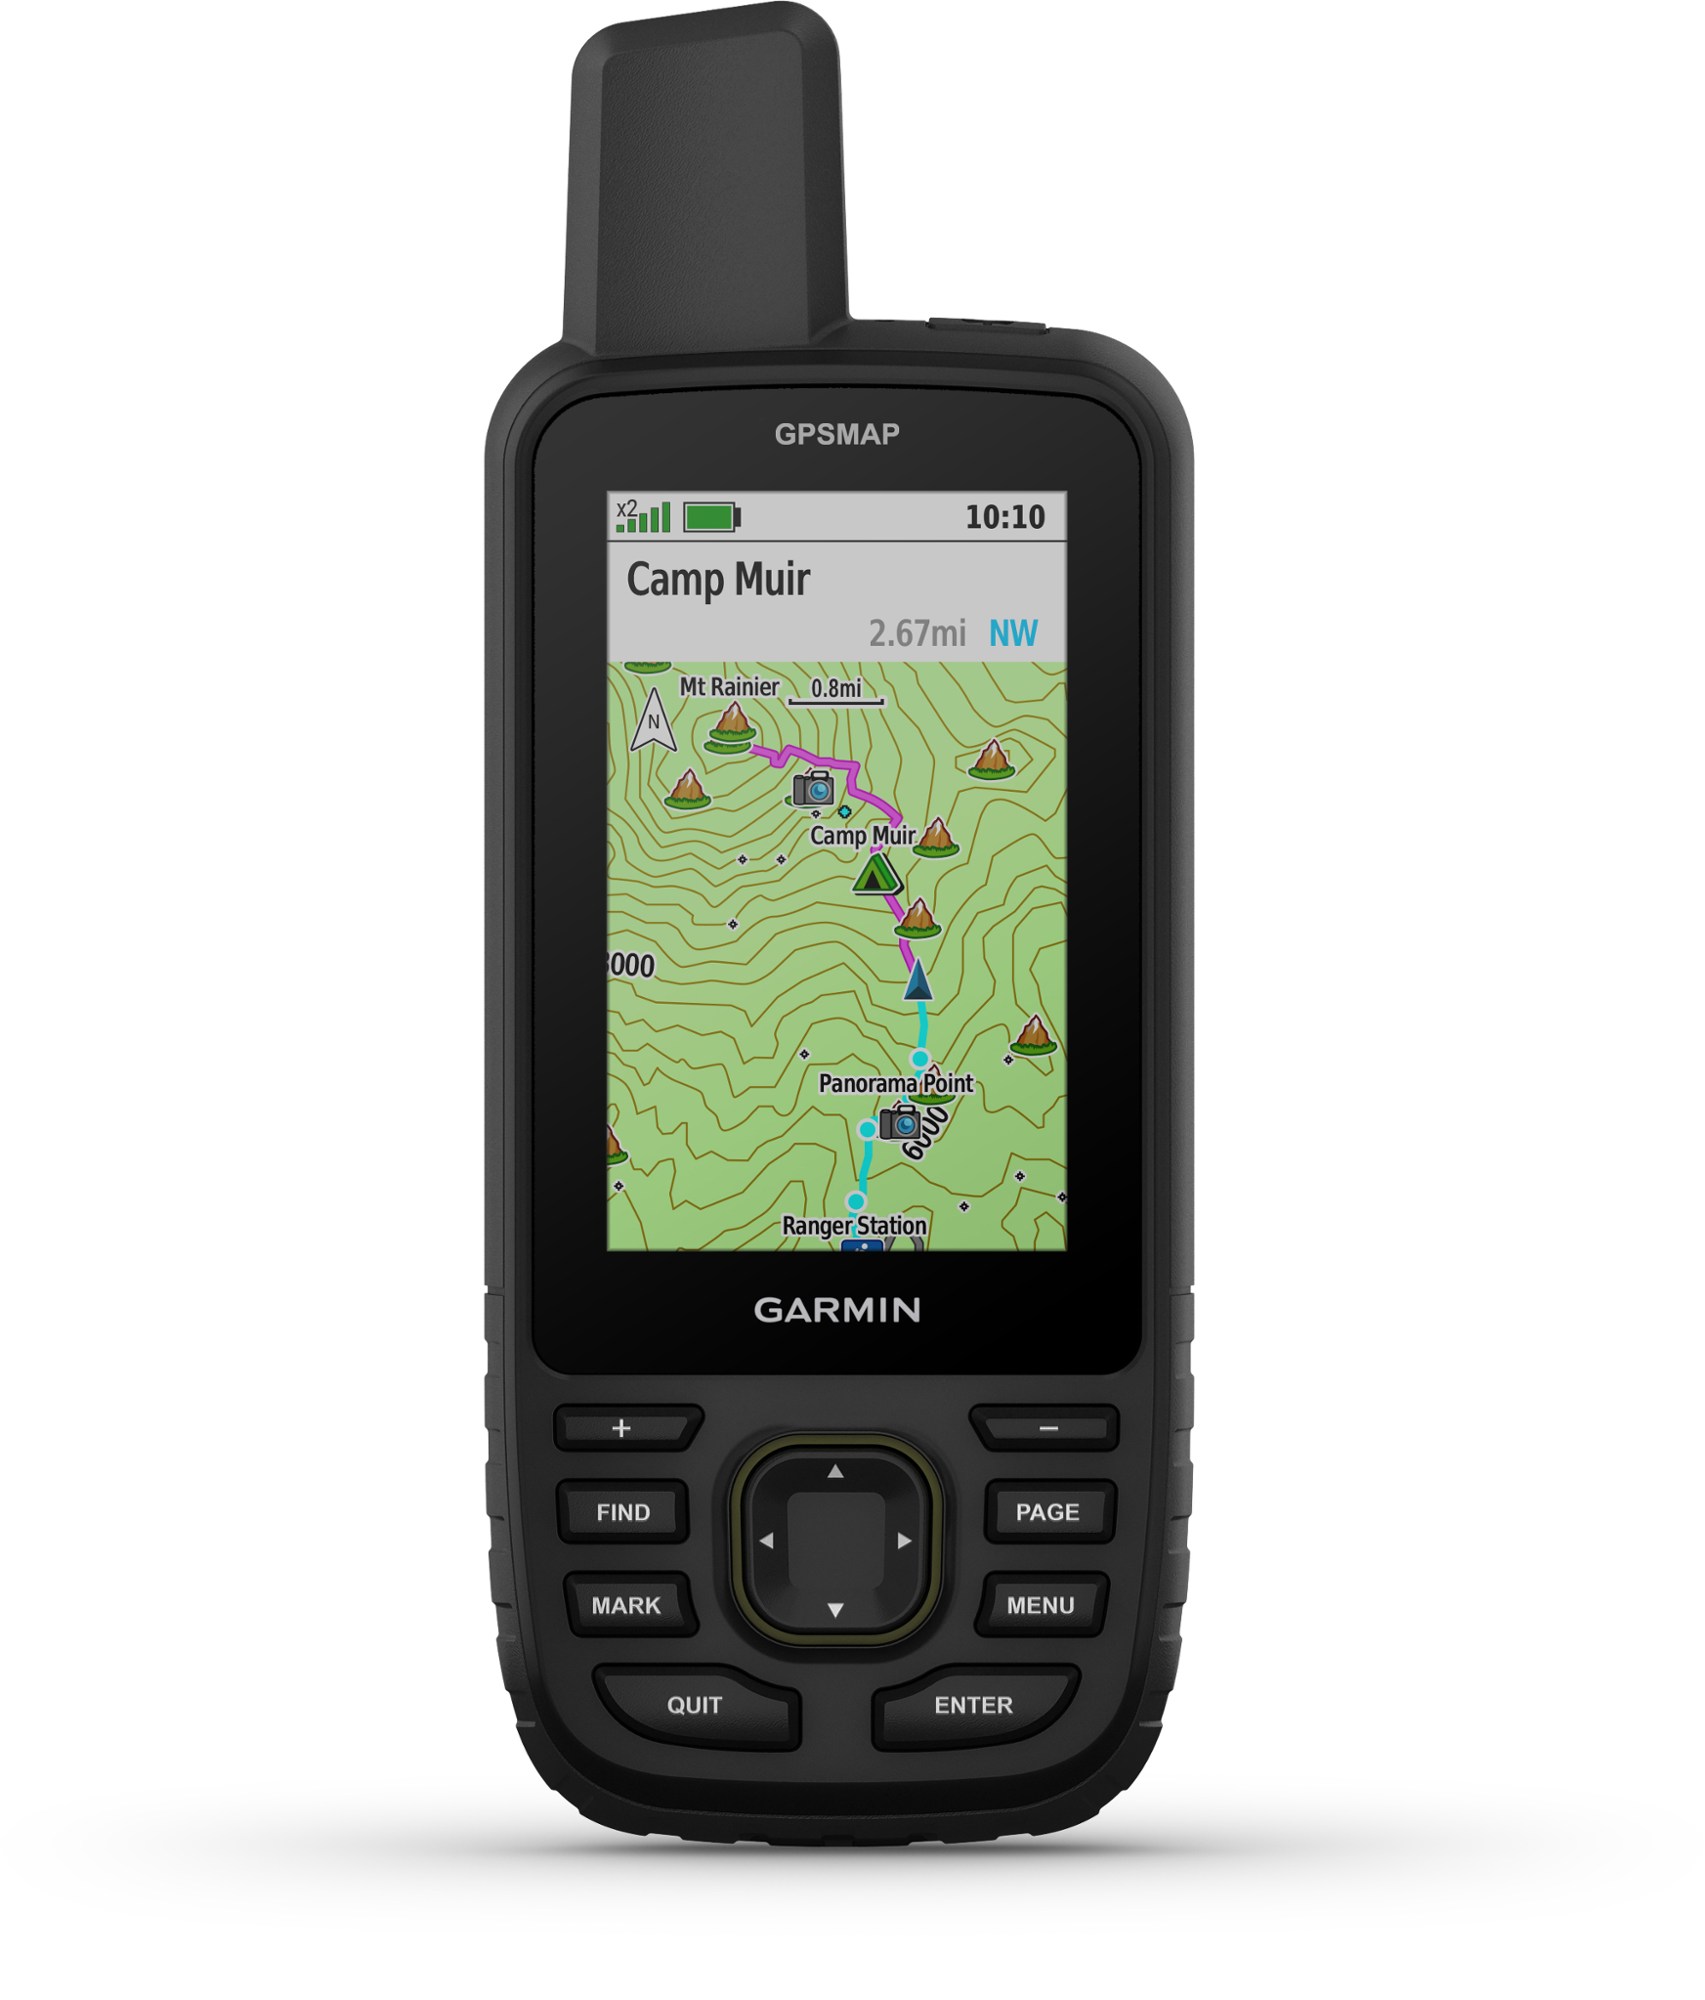 GPSMAP
x2
10:10
Camp Muir
2.67mi NW
Mt Rainier
0.8mi
N
Camp Muir
000
Panorama Point
6000
Ranger Station
GARMIN
+ −
FIND PAGE
MARK MENU
QUIT ENTER